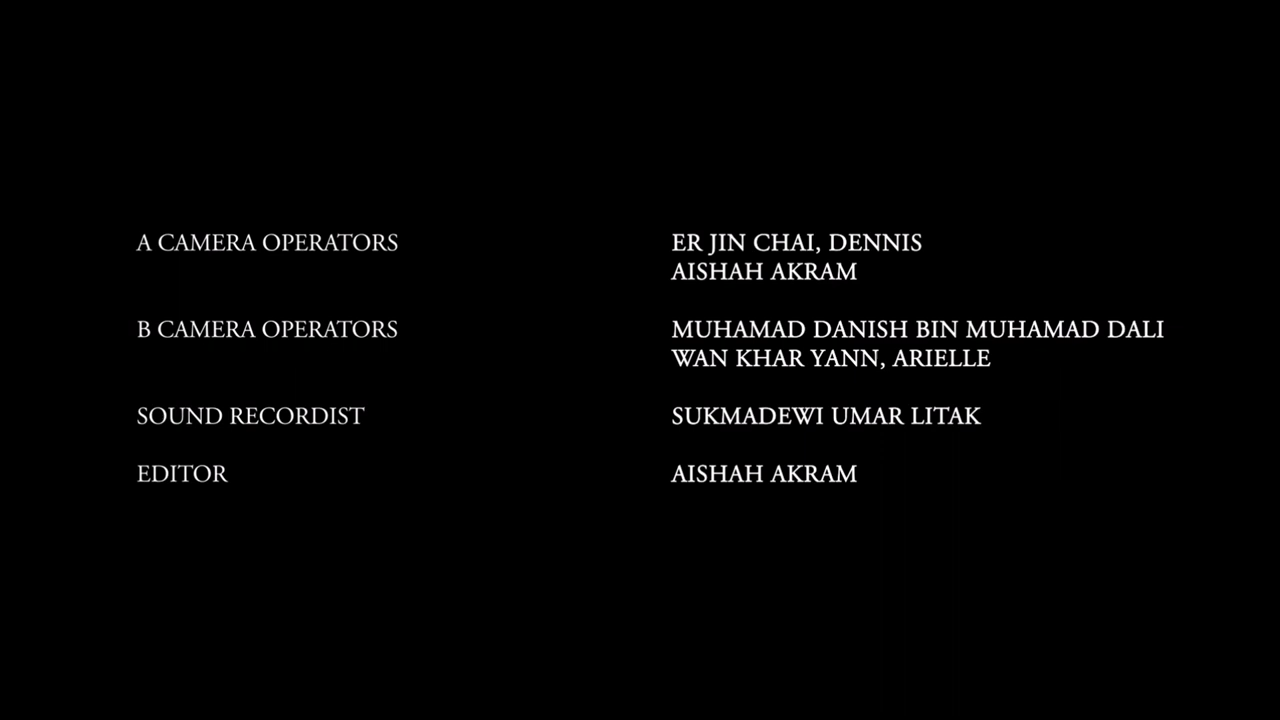 A CAMERA OPERATORS ER JIN CHAI, DENNIS
AISHAH AKRAM
B CAMERA OPERATORS MUHAMAD DANISH BIN MUHAMAD DALI
WAN KHAR YANN, ARIELLE
SOUND RECORDIST SUKMADEWI UMAR LITAK
EDITOR AISHAH AKRAM